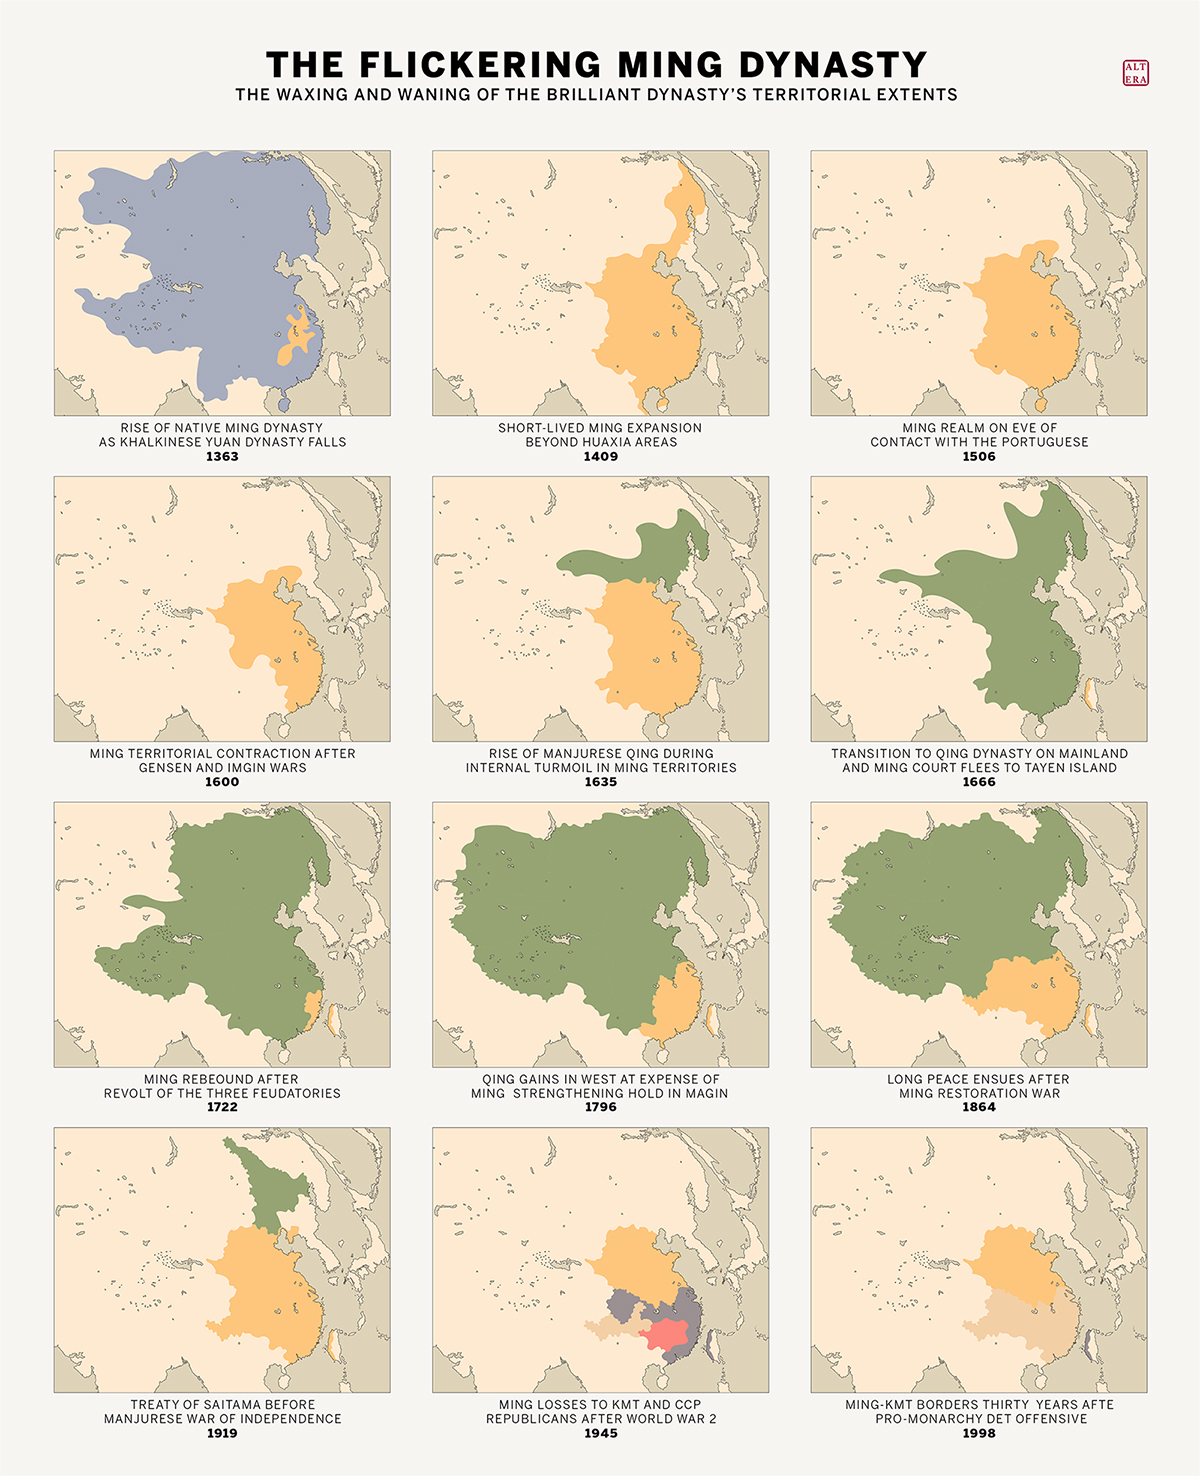 THE FLICKERING MING DYNASTY
THE WAXING AND WANING OF THE BRILLIANT DYNASTY'S TERRITORIAL EXTENTS
ALT
ERA
RISE OF NATIVE MING DYNASTY
AS KHALKINESE YUAN DYNASTY FALLS
1363
SHORT-LIVED MING EXPANSION
BEYOND HUAXIA AREAS
1409
MING REALM ON EVE OF
CONTACT WITH THE PORTUGUESE
1506
MING TERRITORIAL CONTRACTION AFTER
GENSEN AND IMGIN WARS
1600
RISE OF MANJURESE QING DURING
INTERNAL TURMOIL IN MING TERRITORIES
1635
TRANSITION TO QING DYNASTY ON MAINLAND
AND MING COURT FLEES TO TAYEN ISLAND
1666
MING REBOUND AFTER
REVOLT OF THE THREE FEUDATORIES
1722
QING GAINS IN WEST AT EXPENSE OF
MING STRENGTHENING HOLD IN MAGIN
1796
LONG PEACE ENSUES AFTER
MING RESTORATION WAR
1864
TREATY OF SAITAMA BEFORE
MANJURESE WAR OF INDEPENDENCE
1919
MING LOSSES TO KMT AND CCP
REPUBLICANS AFTER WORLD WAR 2
1945
MING-KMT BORDERS THIRTY YEARS AFTE
PRO-MONARCHY DET OFFENSIVE
1998